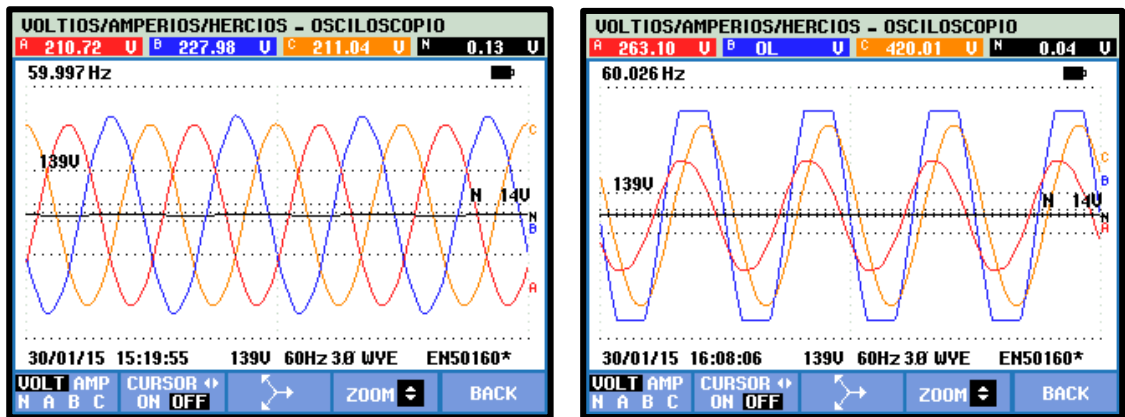 VOLTIOS/AMPERIOS/HERCIOS - OSCILOSCOPIO
A 210.72 V B 227.98 V C 211.04 V N 0.13 V
59.997 Hz
C
139V
N 14V
N
B
A
30/01/15 15:19:55 139V 60Hz 3Ø WYE EN50160*
VOLT AMP CURSOR ZOOM BACK
N A B C ON OFF
VOLTIOS/AMPERIOS/HERCIOS - OSCILOSCOPIO
A 263.10 V B OL V C 420.01 V N 0.04 V
60.026 Hz
C
139V
B
N 14V
N
A
30/01/15 16:08:06 139V 60Hz 3Ø WYE EN50160*
VOLT AMP CURSOR ZOOM BACK
N A B C ON OFF